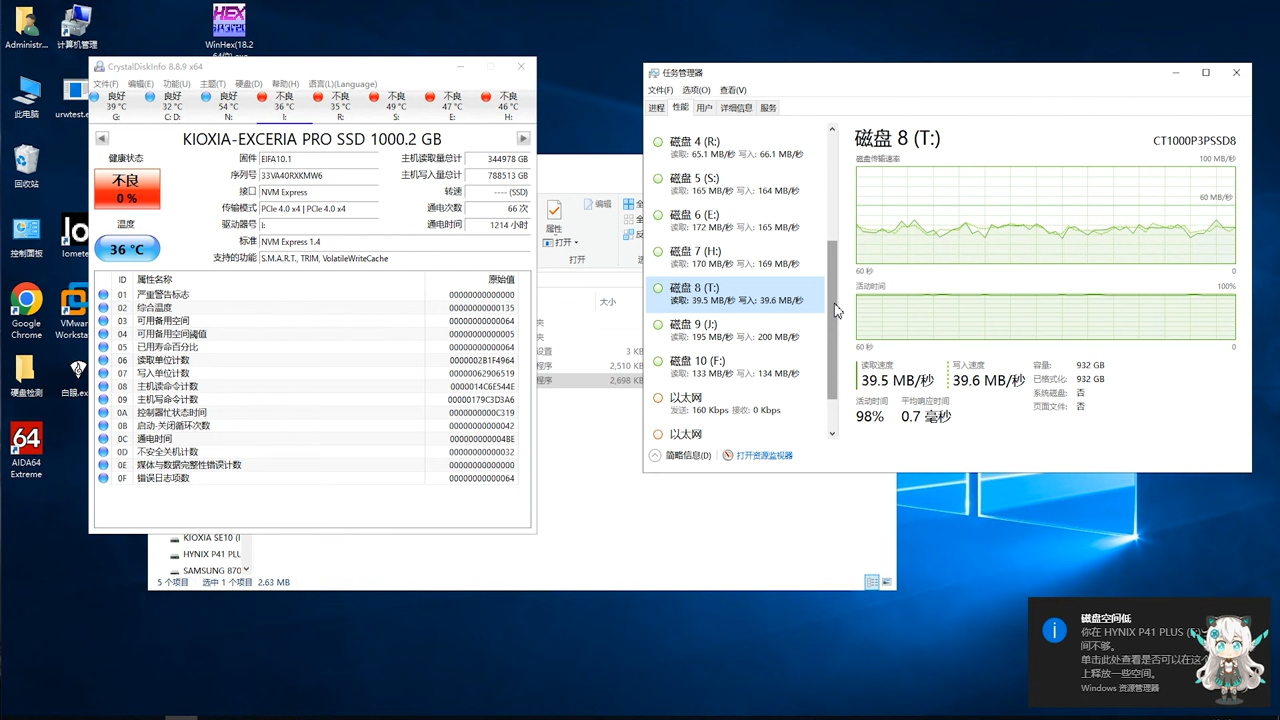 Administr...
计算机管理
WinHex(18.2
此电脑
urwtest.ex
回收站
控制面板
Iomete
Google
Chrome
VMwar
Worksta
硬盘检测
白眼.ex
AIDA64
Extreme
CrystalDiskInfo 8.8.9 x64
文件(F) 编辑(E) 功能(U) 主题(T) 硬盘(D) 帮助(H) 语言(L)(Language)
良好 良好 良好 不良 不良 良好 不良 不良
39 °C 32 °C 54 °C 36 °C 35 °C 49 °C 47 °C 46 °C
G: C: D: N: I: R: S: E: H:
KIOXIA-EXCERIA PRO SSD 1000.2 GB
健康状态
不良
0 %
温度
36 °C
固件 EIFA10.1
序列号 33VA40RXKMW6
接口 NVM Express
传输模式 PCIe 4.0 x4 | PCIe 4.0 x4
驱动器号 I:
标准 NVM Express 1.4
支持的功能 S.M.A.R.T., TRIM, VolatileWriteCache
主机读取量总计 344978 GB
主机写入量总计 788513 GB
转速 ---- (SSD)
通电次数 66 次
通电时间 1214 小时
ID 属性名称 原始值
01 严重警告标志 00000000000000
02 综合温度 00000000000135
03 可用备用空间 00000000000064
04 可用备用空间阈值 00000000000005
05 已用寿命百分比 00000000000064
06 读取单位计数 0000002B1F4964
07 写入单位计数 00000062906519
08 主机读命令计数 0000014C6E544E
09 主机写命令计数 00000179C3D3A6
0A 控制器忙状态时间 0000000000C319
0B 启动-关闭循环次数 00000000000042
0C 通电时间 000000000004BE
0D 不安全关机计数 00000000000032
0E 媒体与数据完整性错误计数 00000000000000
0F 错误日志项数 00000000000064
属性
编辑
打开
打开
全
反
大小
夹
夹
设置 3 KB
程序 2,510 KB
程序 2,698 KB
KIOXIA SE10 (I
HYNIX P41 PLU
SAMSUNG 870
5 个项目 选中 1 个项目 2.63 MB
任务管理器
文件(F) 选项(O) 查看(V)
进程 性能 用户 详细信息 服务
磁盘 4 (R:)
读取: 65.1 MB/秒 写入: 66.1 MB/秒
磁盘 5 (S:)
读取: 165 MB/秒 写入: 164 MB/秒
磁盘 6 (E:)
读取: 172 MB/秒 写入: 165 MB/秒
磁盘 7 (H:)
读取: 170 MB/秒 写入: 169 MB/秒
磁盘 8 (T:)
读取: 39.5 MB/秒 写入: 39.6 MB/秒
磁盘 9 (J:)
读取: 195 MB/秒 写入: 200 MB/秒
磁盘 10 (F:)
读取: 133 MB/秒 写入: 134 MB/秒
以太网
发送: 160 Kbps 接收: 0 Kbps
以太网
简略信息(D) 打开资源监视器
磁盘 8 (T:) CT1000P3PSSD8
磁盘传输速率 100 MB/秒
60 MB/秒
60 秒 0
活动时间 100%
60 秒 0
读取速度 写入速度
39.5 MB/秒 39.6 MB/秒
活动时间 平均响应时间
98% 0.7 毫秒
容量: 932 GB
已格式化: 932 GB
系统磁盘: 否
页面文件: 否
磁盘空间低
你在 HYNIX P41 PLUS (E:)
间不够。
单击此处查看是否可以在这个
上释放一些空间。
Windows 资源管理器